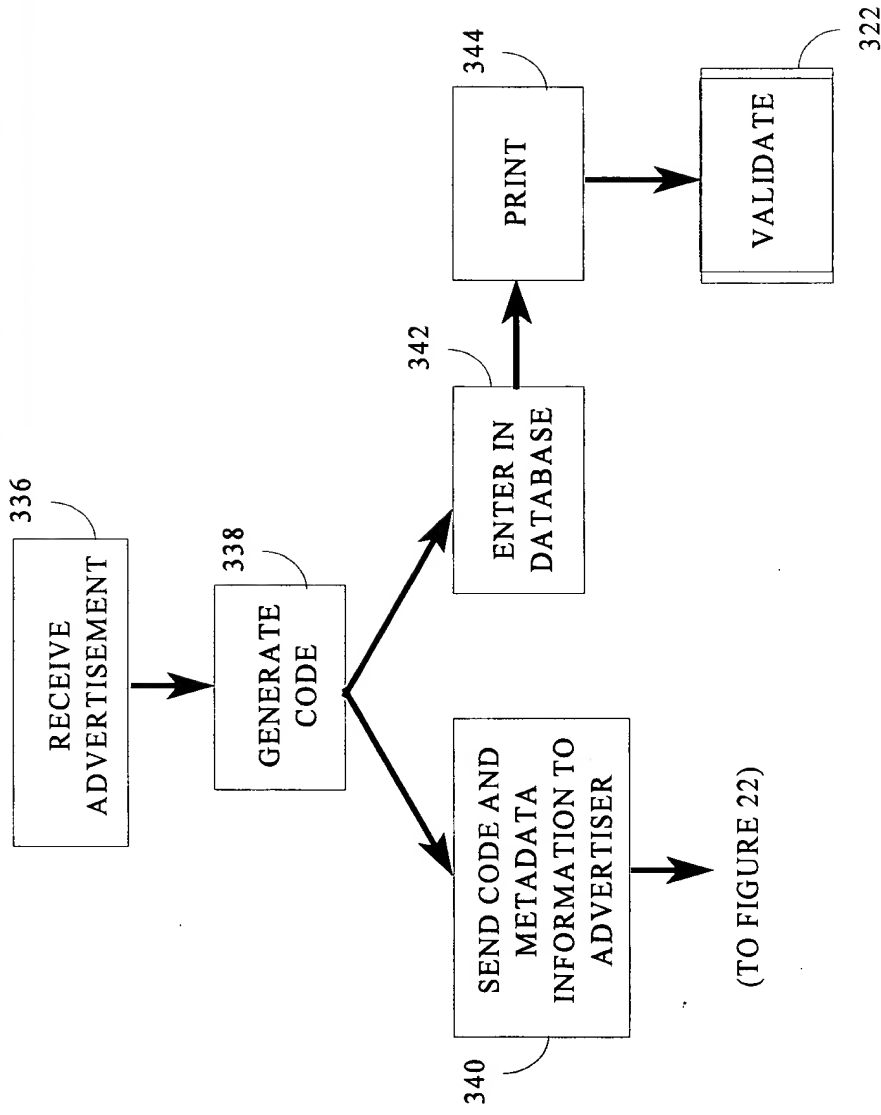 336
RECEIVE
ADVERTISEMENT
338
GENERATE
CODE
340
SEND CODE AND
METADATA
INFORMATION TO
ADVERTISER
(TO FIGURE 22)
342
ENTER IN
DATABASE
344
PRINT
VALIDATE
322